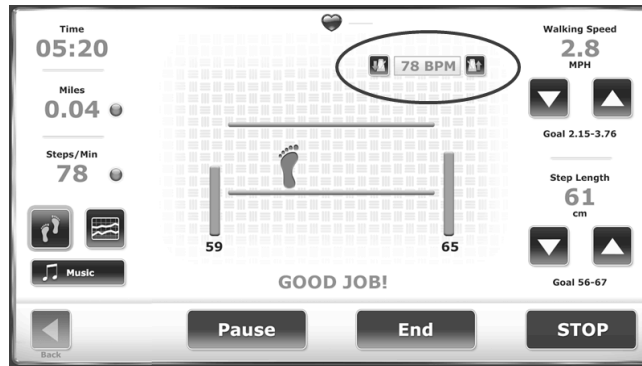 Time
05:20
Miles
0.04
Steps/Min
78
Music
Back
78 BPM
59
65
GOOD JOB!
Pause
End
STOP
Walking Speed
2.8
MPH
Goal 2.15-3.76
Step Length
61
cm
Goal 56-67